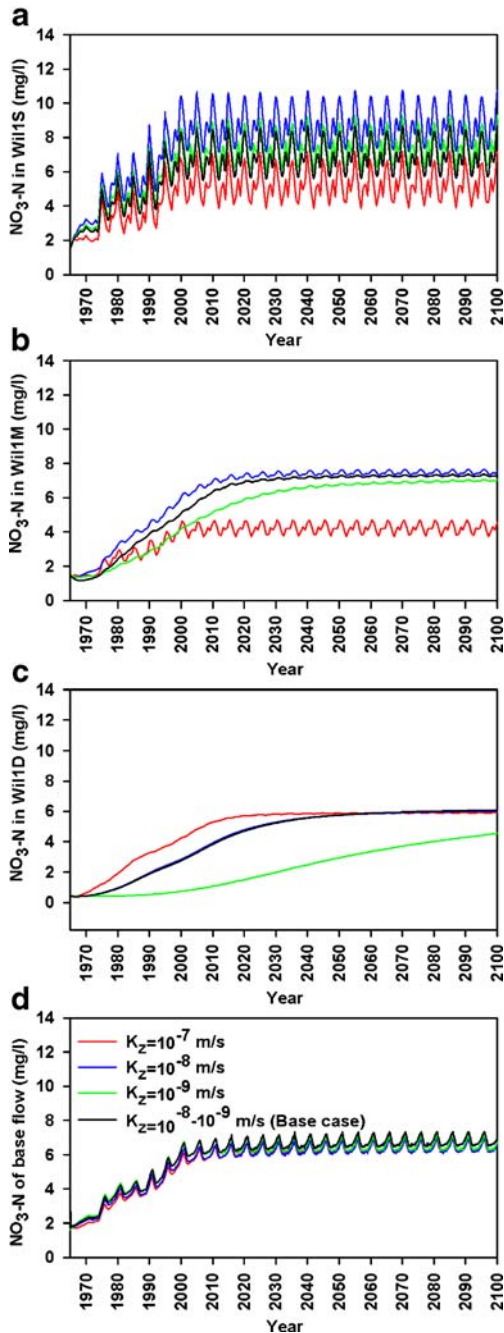 a
14
12
10
8
6
4
2
0
NO3-N in Wil1S (mg/l)
1970 1980 1990 2000 2010 2020 2030 2040 2050 2060 2070 2080 2090 2100
Year
b
14
12
10
8
6
4
2
0
NO3-N in Wil1M (mg/l)
1970 1980 1990 2000 2010 2020 2030 2040 2050 2060 2070 2080 2090 2100
Year
c
14
12
10
8
6
4
2
0
NO3-N in Wil1D (mg/l)
1970 1980 1990 2000 2010 2020 2030 2040 2050 2060 2070 2080 2090 2100
Year
d
14
12
10
8
6
4
2
0
NO3-N of base flow (mg/l)
KZ=10-7 m/s
KZ=10-8 m/s
KZ=10-9 m/s
KZ=10-8-10-9 m/s (Base case)
1970 1980 1990 2000 2010 2020 2030 2040 2050 2060 2070 2080 2090 2100
Year